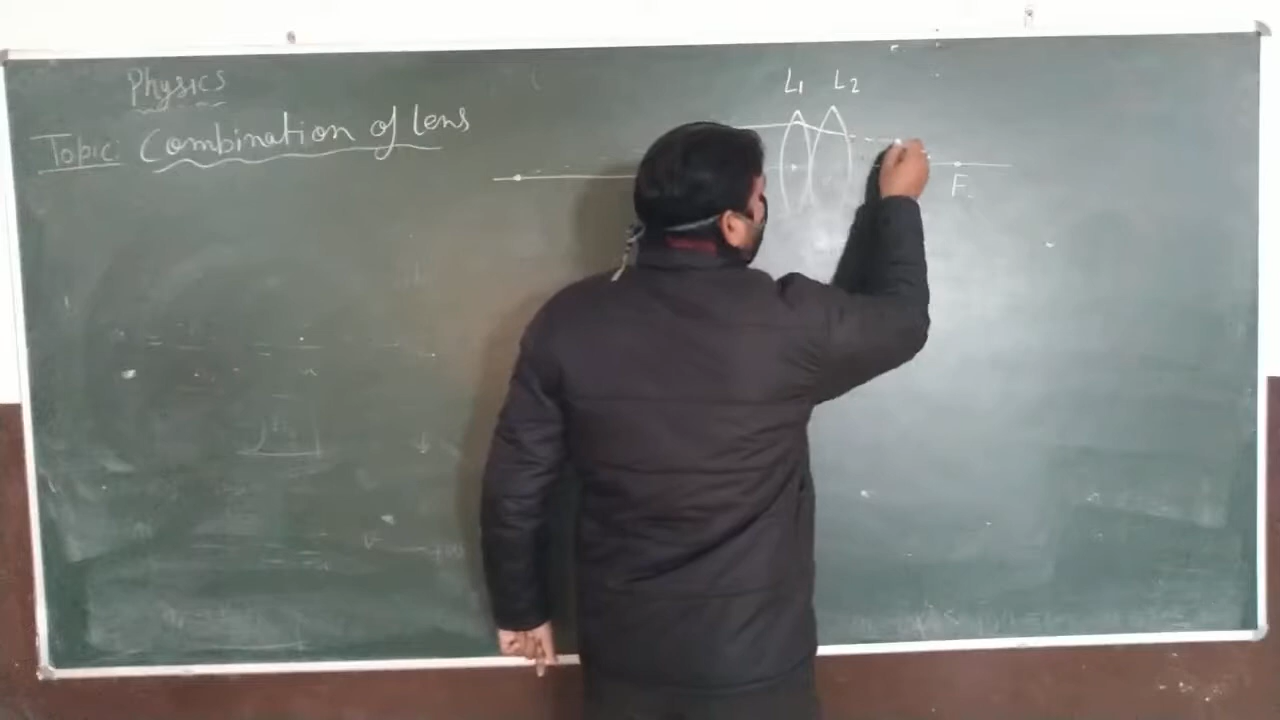 Physics
Topic: Combination of lens
L₁ L₂
F